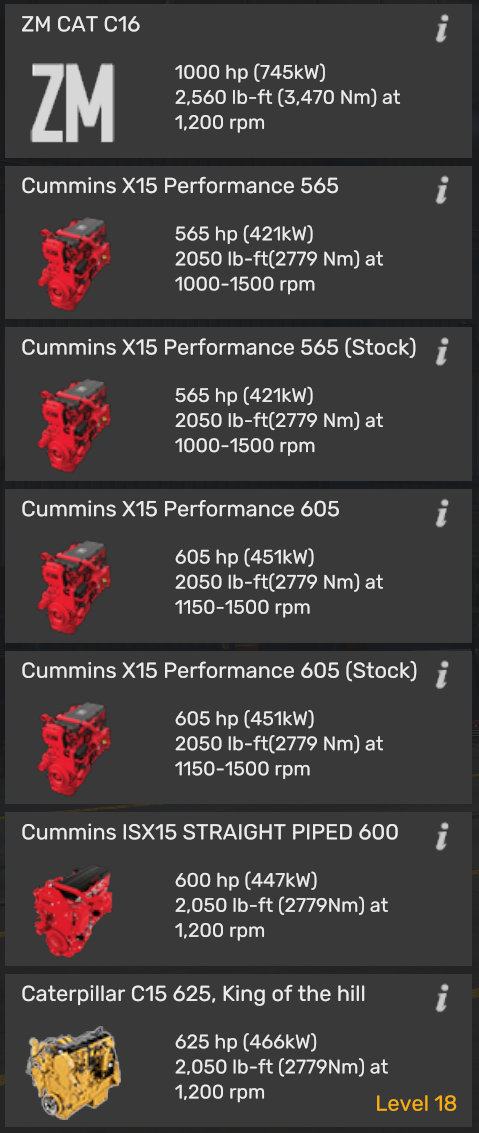 ZM CAT C16
ZM
1000 hp (745kW)
2,560 lb-ft (3,470 Nm) at
1,200 rpm
Cummins X15 Performance 565
565 hp (421kW)
2050 lb-ft(2779 Nm) at
1000-1500 rpm
Cummins X15 Performance 565 (Stock)
565 hp (421kW)
2050 lb-ft(2779 Nm) at
1000-1500 rpm
Cummins X15 Performance 605
605 hp (451kW)
2050 lb-ft(2779 Nm) at
1150-1500 rpm
Cummins X15 Performance 605 (Stock)
605 hp (451kW)
2050 lb-ft(2779 Nm) at
1150-1500 rpm
Cummins ISX15 STRAIGHT PIPED 600
600 hp (447kW)
2,050 lb-ft (2779Nm) at
1,200 rpm
Caterpillar C15 625, King of the hill
625 hp (466kW)
2,050 lb-ft (2779Nm) at
1,200 rpm
Level 18